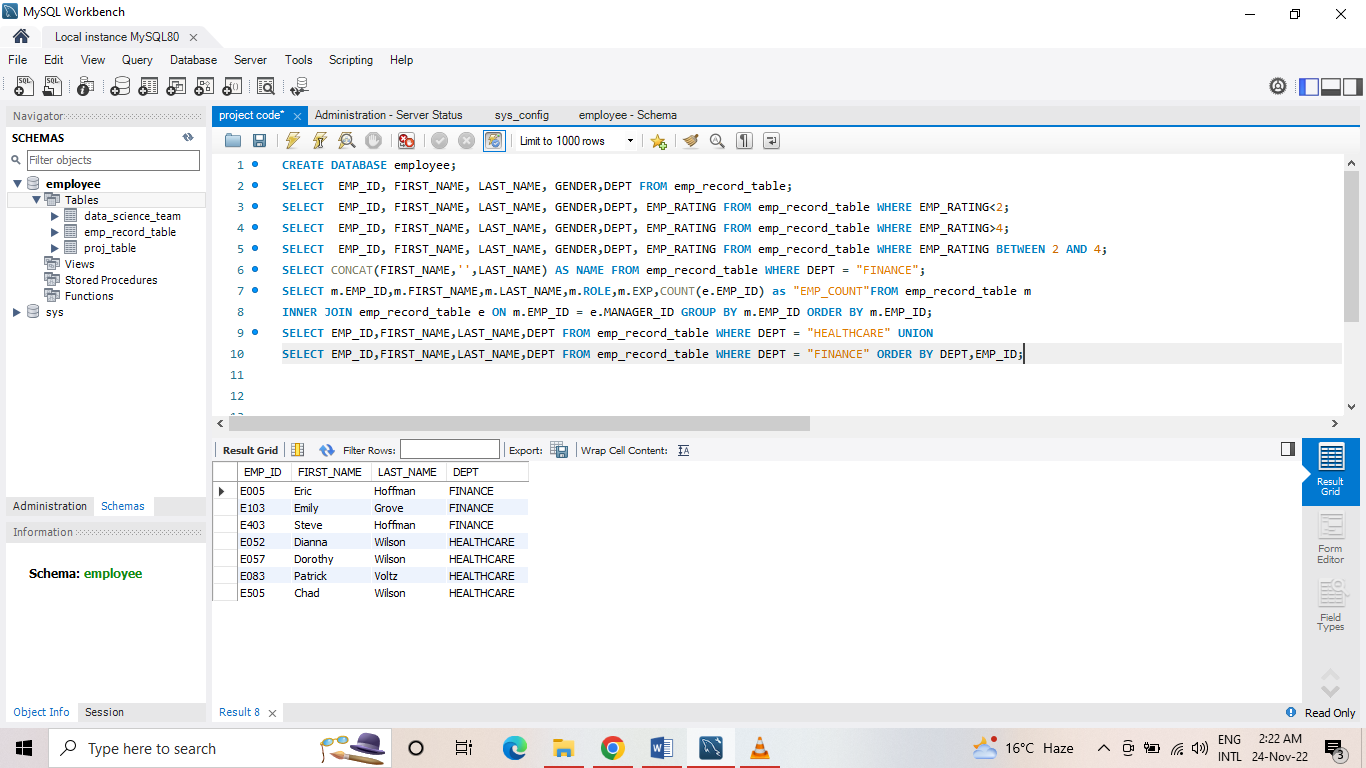 MySQL Workbench
Local instance MySQL80
File Edit View Query Database Server Tools Scripting Help
Navigator
SCHEMAS
Filter objects
employee
Tables
data_science_team
emp_record_table
proj_table
Views
Stored Procedures
Functions
sys
Administration Schemas
Information
Schema: employee
Object Info Session
project code* Administration - Server Status sys_config employee - Schema
Limit to 1000 rows
1 CREATE DATABASE employee;
2 SELECT EMP_ID, FIRST_NAME, LAST_NAME, GENDER,DEPT FROM emp_record_table;
3 SELECT EMP_ID, FIRST_NAME, LAST_NAME, GENDER,DEPT, EMP_RATING FROM emp_record_table WHERE EMP_RATING<2;
4 SELECT EMP_ID, FIRST_NAME, LAST_NAME, GENDER,DEPT, EMP_RATING FROM emp_record_table WHERE EMP_RATING>4;
5 SELECT EMP_ID, FIRST_NAME, LAST_NAME, GENDER,DEPT, EMP_RATING FROM emp_record_table WHERE EMP_RATING BETWEEN 2 AND 4;
6 SELECT CONCAT(FIRST_NAME,'',LAST_NAME) AS NAME FROM emp_record_table WHERE DEPT = "FINANCE";
7 SELECT m.EMP_ID,m.FIRST_NAME,m.LAST_NAME,m.ROLE,m.EXP,COUNT(e.EMP_ID) as "EMP_COUNT"FROM emp_record_table m
8 INNER JOIN emp_record_table e ON m.EMP_ID = e.MANAGER_ID GROUP BY m.EMP_ID ORDER BY m.EMP_ID;
9 SELECT EMP_ID,FIRST_NAME,LAST_NAME,DEPT FROM emp_record_table WHERE DEPT = "HEALTHCARE" UNION
10 SELECT EMP_ID,FIRST_NAME,LAST_NAME,DEPT FROM emp_record_table WHERE DEPT = "FINANCE" ORDER BY DEPT,EMP_ID;
11
12
Result Grid Filter Rows: Export: Wrap Cell Content:
EMP_ID FIRST_NAME LAST_NAME DEPT
E005 Eric Hoffman FINANCE
E103 Emily Grove FINANCE
E403 Steve Hoffman FINANCE
E052 Dianna Wilson HEALTHCARE
E057 Dorothy Wilson HEALTHCARE
E083 Patrick Voltz HEALTHCARE
E505 Chad Wilson HEALTHCARE
Result
Grid
Form
Editor
Field
Types
Result 8
Read Only
Type here to search
16°C Haze
ENG
INTL
2:22 AM
24-Nov-22
3